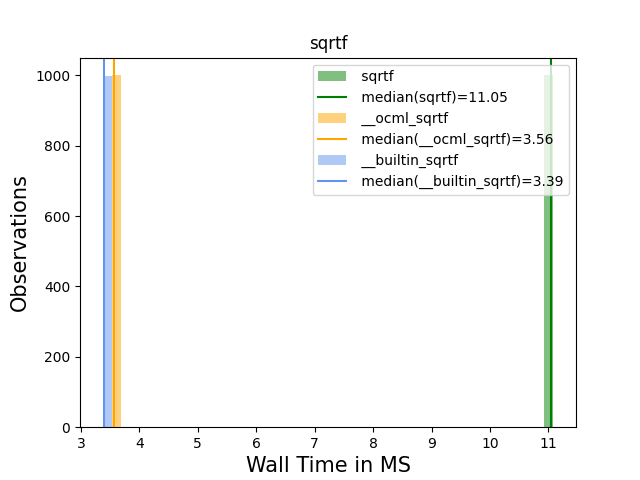 sqrtf
1000
800
600
400
200
0
Observations
sqrtf
median(sqrtf)=11.05
__ocml_sqrtf
median(__ocml_sqrtf)=3.56
__builtin_sqrtf
median(__builtin_sqrtf)=3.39
3 4 5 6 7 8 9 10 11
Wall Time in MS